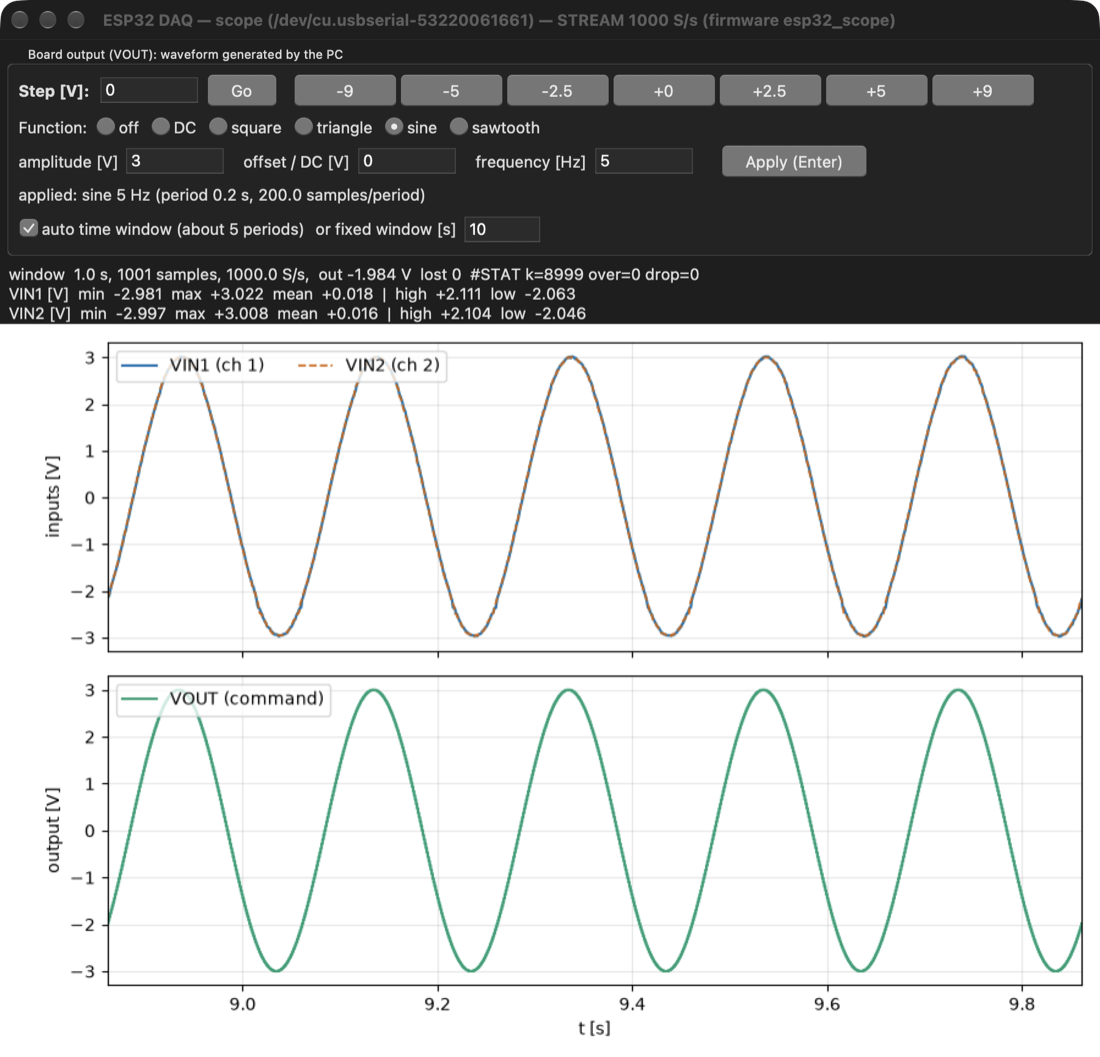 ESP32 DAQ — scope (/dev/cu.usbserial-53220061661) — STREAM 1000 S/s (firmware esp32_scope)
Board output (VOUT): waveform generated by the PC
Step [V]: 0 Go -9 -5 -2.5 +0 +2.5 +5 +9
Function: off DC square triangle sine sawtooth
amplitude [V] 3 offset / DC [V] 0 frequency [Hz] 5 Apply (Enter)
applied: sine 5 Hz (period 0.2 s, 200.0 samples/period)
auto time window (about 5 periods) or fixed window [s] 10
window 1.0 s, 1001 samples, 1000.0 S/s, out -1.984 V lost 0 #STAT k=8999 over=0 drop=0
VIN1 [V] min -2.981 max +3.022 mean +0.018 | high +2.111 low -2.063
VIN2 [V] min -2.997 max +3.008 mean +0.016 | high +2.104 low -2.046
VIN1 (ch 1) VIN2 (ch 2)
inputs [V]
3
2
1
0
−1
−2
−3
VOUT (command)
output [V]
3
2
1
0
−1
−2
−3
9.0 9.2 9.4 9.6 9.8
t [s]